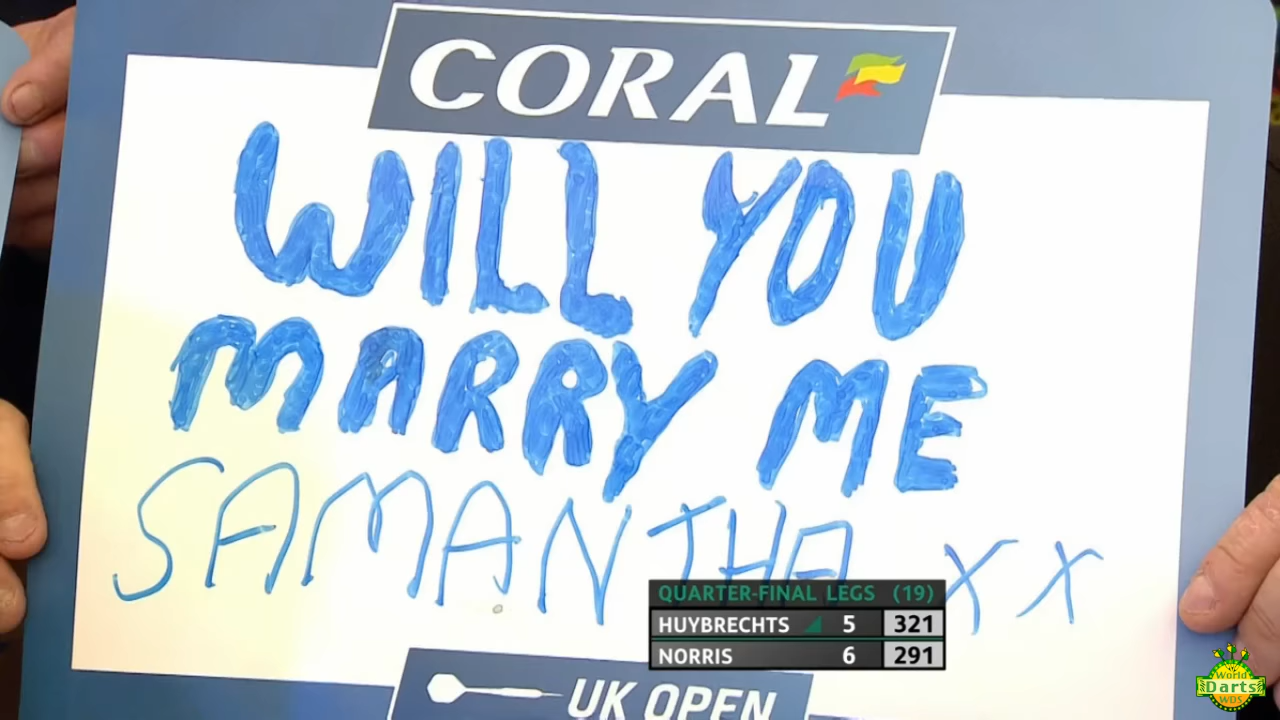 CORAL
WILL YOU
MARRY ME
SAMANTHA XX
QUARTER-FINAL LEGS (19)
HUYBRECHTS 5 321
NORRIS 6 291
UK OPEN
World
Darts
WDS